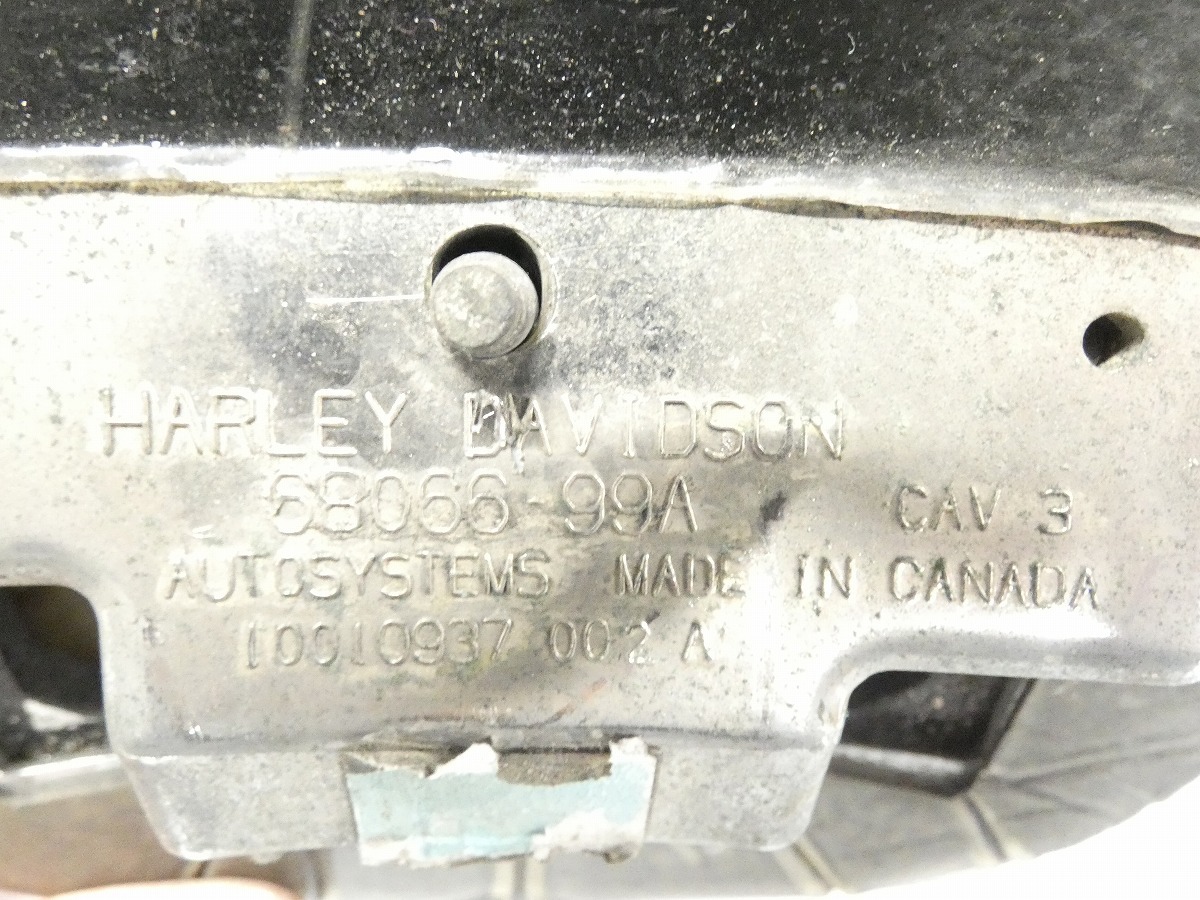 HARLEY DAVIDSON
68066-99A CAV 3
AUTOSYSTEMS MADE IN CANADA
10010937 002 A